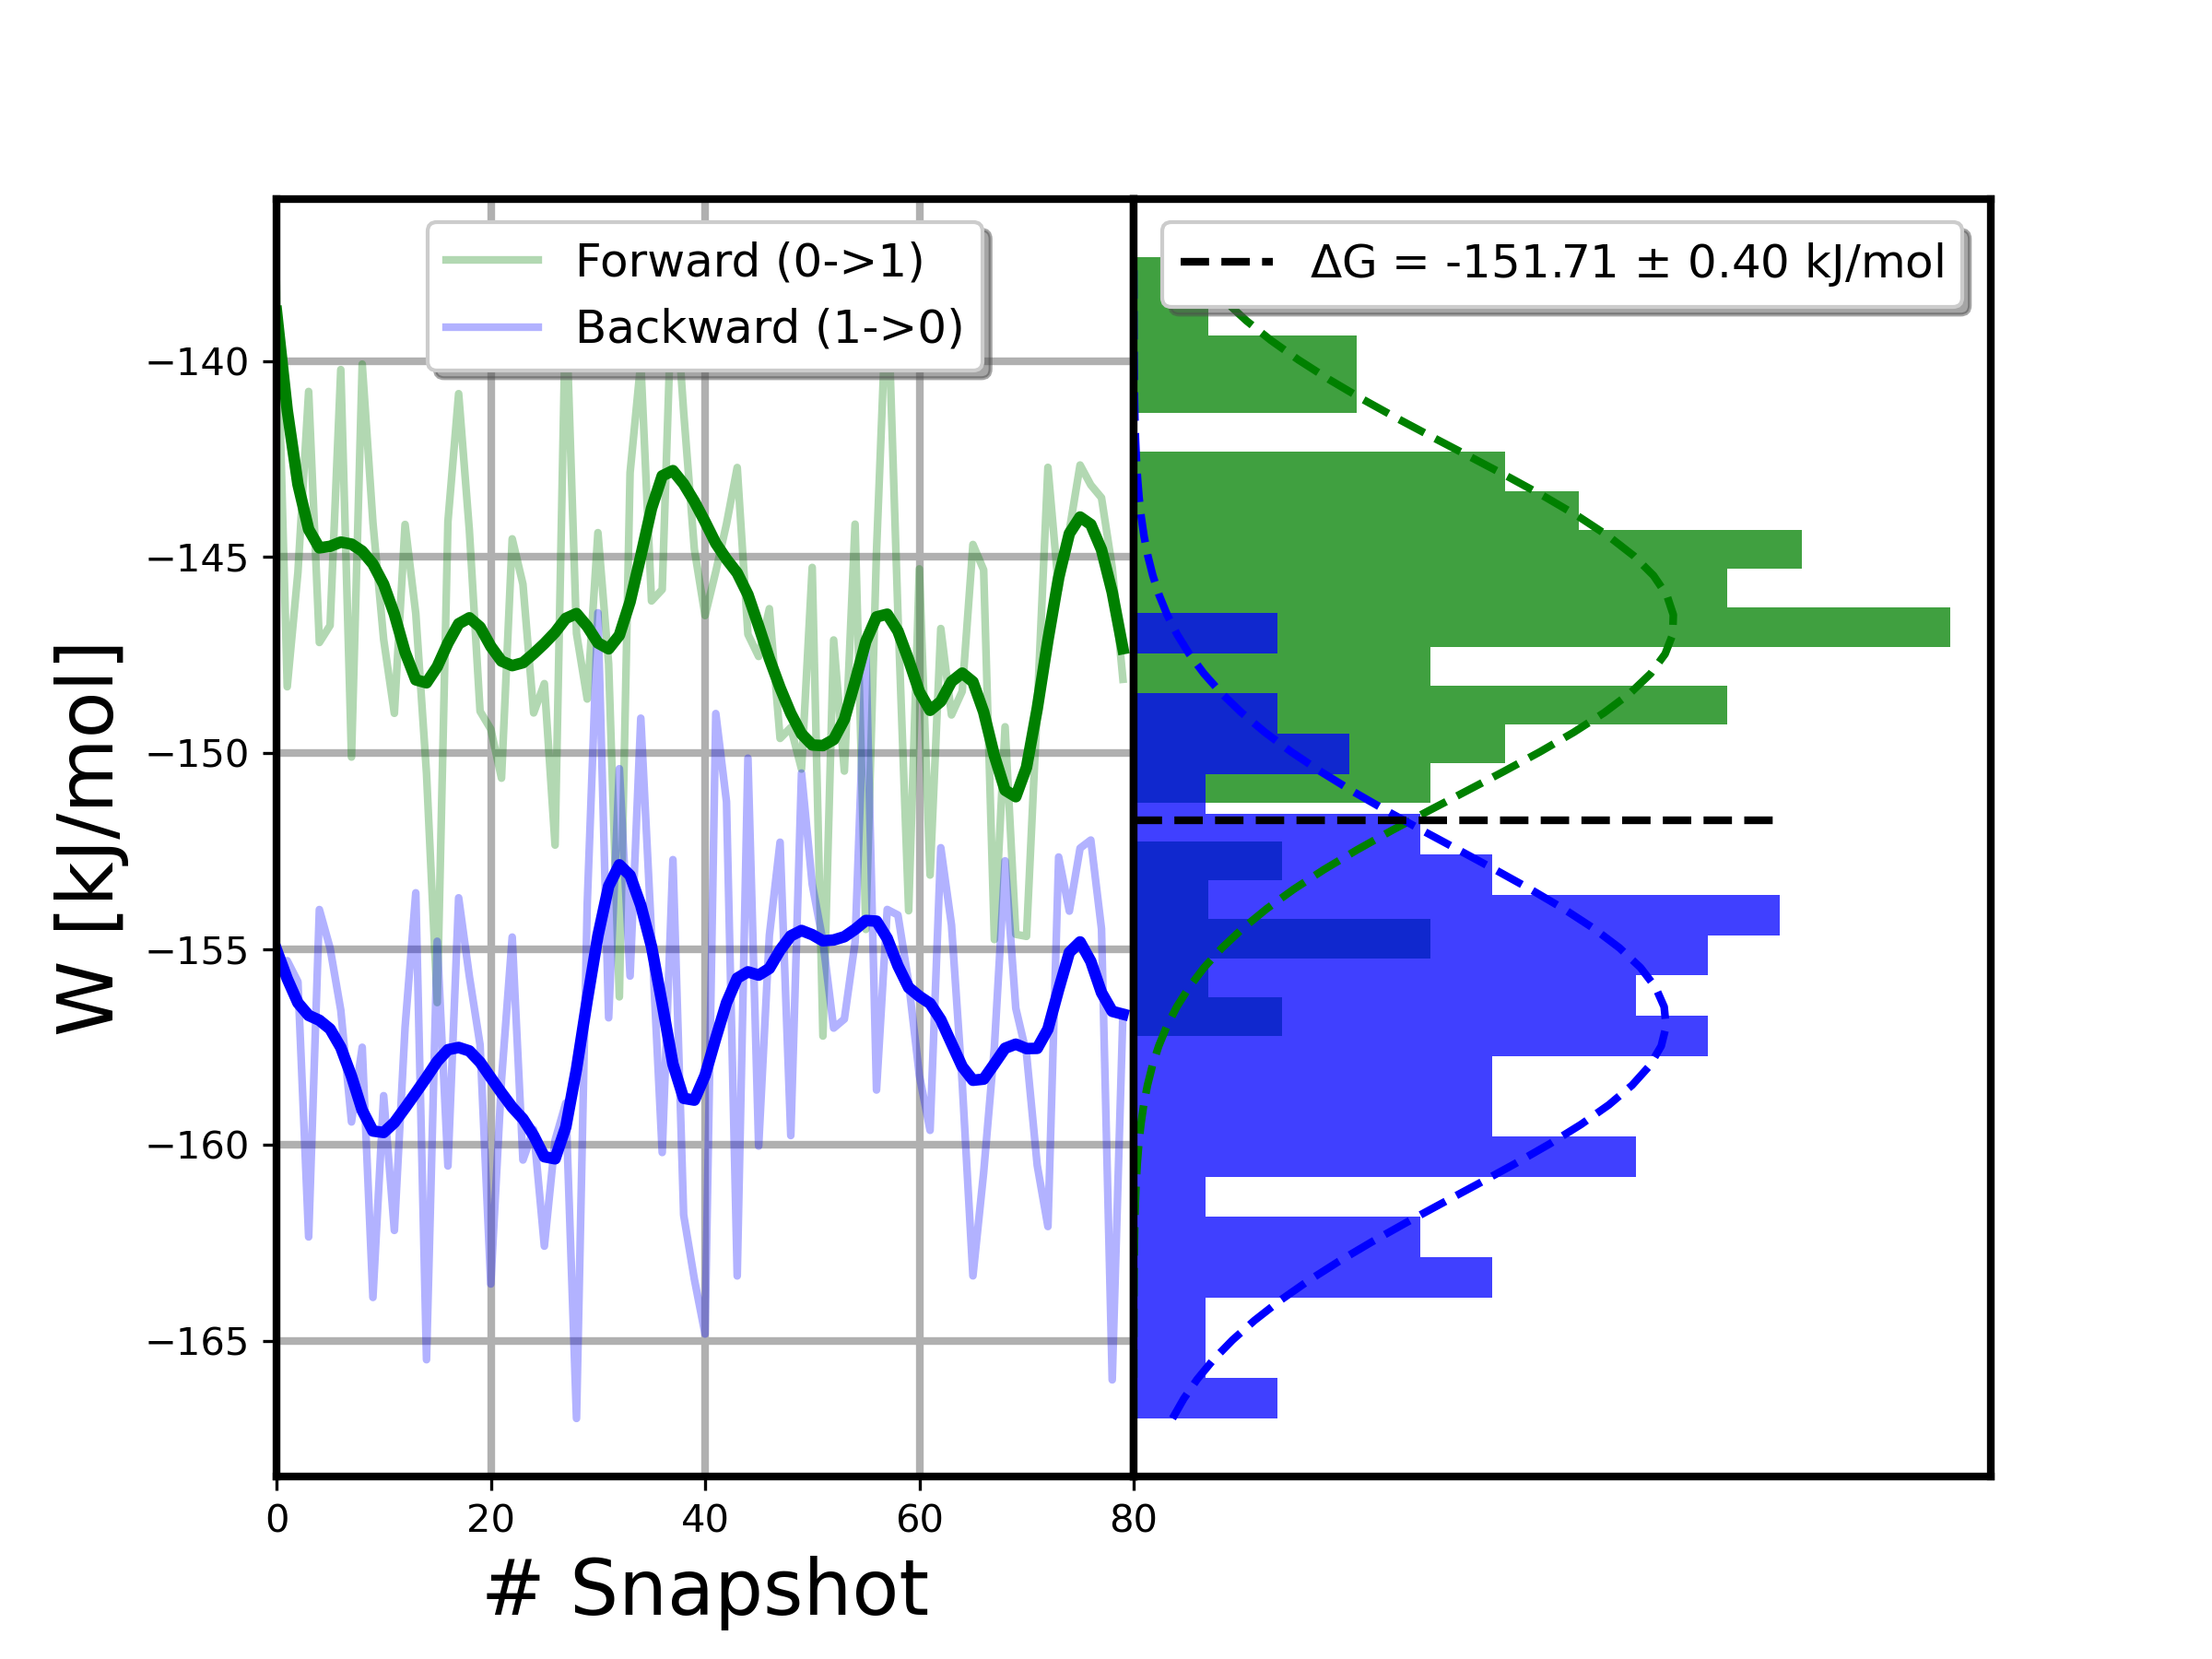 Forward (0->1)
Backward (1->0)
ΔG = -151.71 ± 0.40 kJ/mol
−140
−145
−150
−155
−160
−165
W [kJ/mol]
0
20
40
60
80
# Snapshot